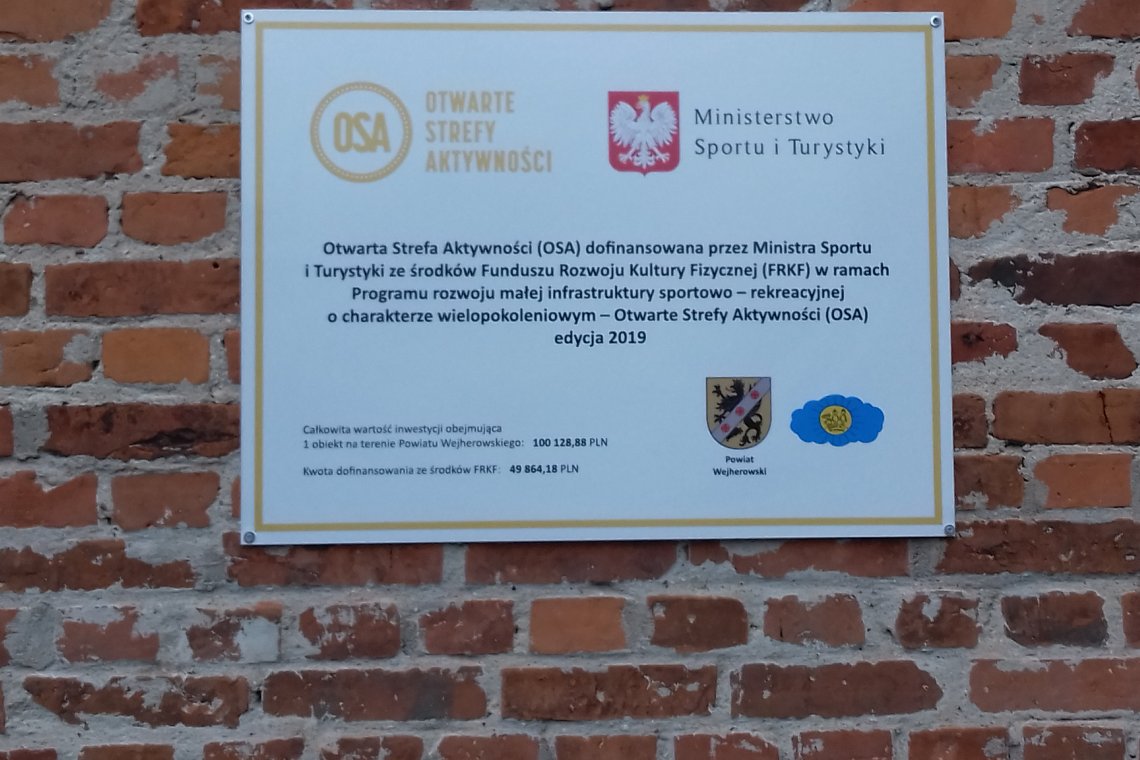 OSA
OTWARTE
STREFY
AKTYWNOŚCI
Ministerstwo
Sportu i Turystyki
Otwarta Strefa Aktywności (OSA) dofinansowana przez Ministra Sportu
i Turystyki ze środków Funduszu Rozwoju Kultury Fizycznej (FRKF) w ramach
Programu rozwoju małej infrastruktury sportowo – rekreacyjnej
o charakterze wielopokoleniowym – Otwarte Strefy Aktywności (OSA)
edycja 2019
Całkowita wartość inwestycji obejmująca
1 obiekt na terenie Powiatu Wejherowskiego: 100 128,88 PLN
Kwota dofinansowania ze środków FRKF: 49 864,18 PLN
Powiat
Wejherowski